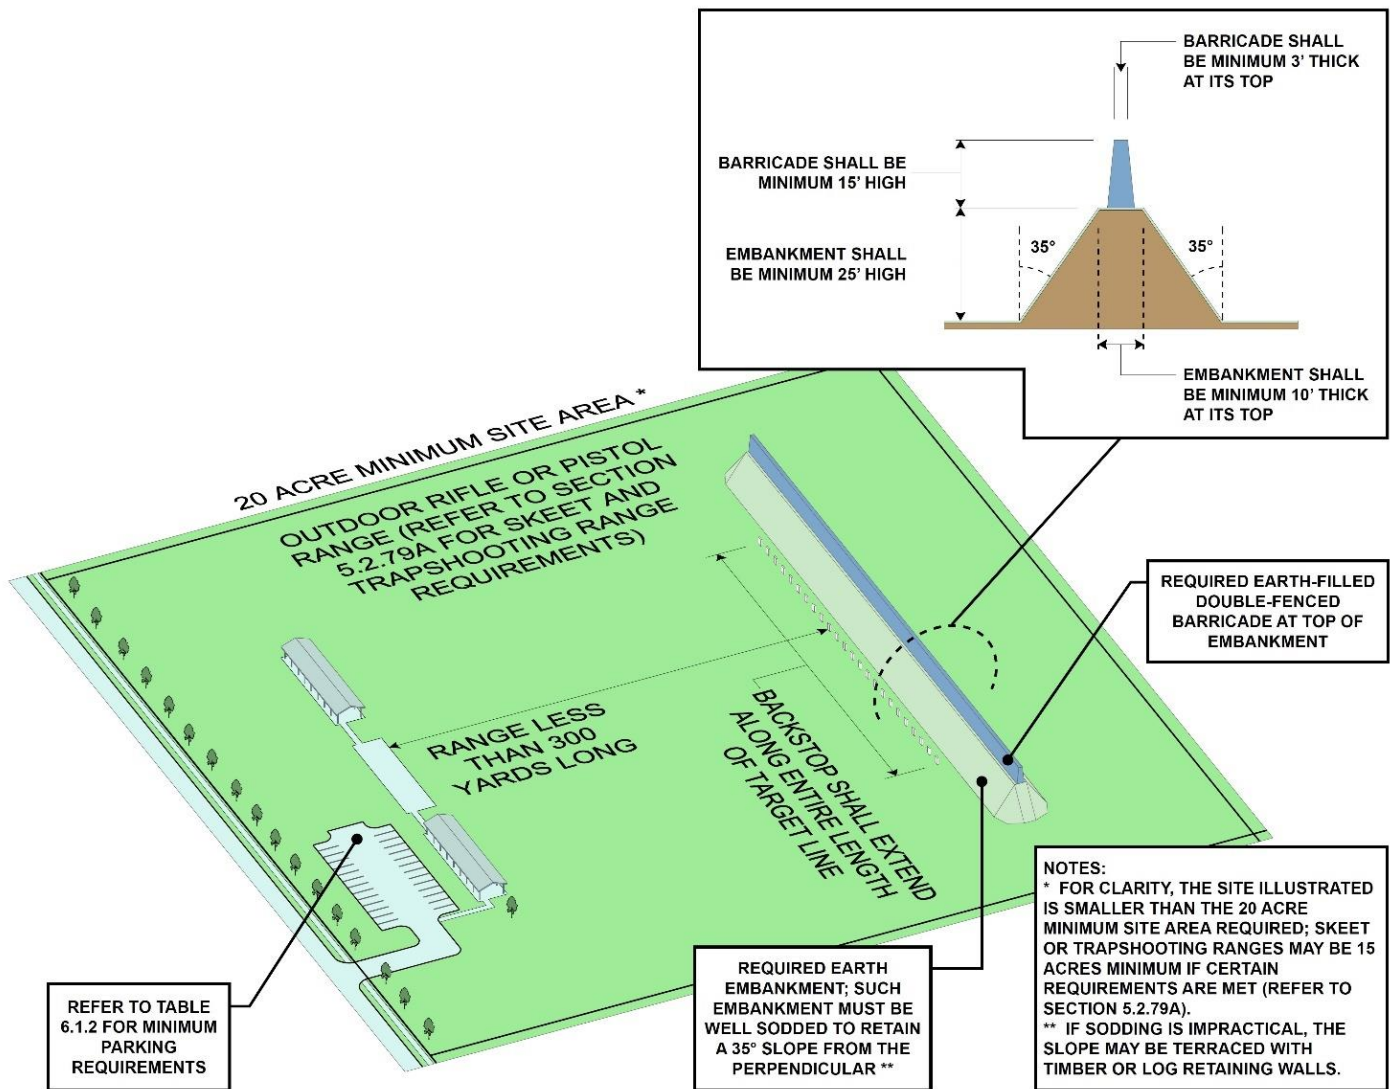 BARRICADE SHALL
BE MINIMUM 3' THICK
AT ITS TOP
BARRICADE SHALL BE
MINIMUM 15' HIGH
35°
35°
EMBANKMENT SHALL
BE MINIMUM 25' HIGH
EMBANKMENT SHALL
BE MINIMUM 10' THICK
AT ITS TOP
20 ACRE MINIMUM SITE AREA *
OUTDOOR RIFLE OR PISTOL
RANGE (REFER TO SECTION
5.2.79A FOR SKEET AND
TRAPSHOOTING RANGE
REQUIREMENTS)
REQUIRED EARTH-FILLED
DOUBLE-FENCED
BARRICADE AT TOP OF
EMBANKMENT
RANGE LESS
THAN 300
YARDS LONG
BACKSTOP SHALL EXTEND
ALONG ENTIRE LENGTH
OF TARGET LINE
REFER TO TABLE
6.1.2 FOR MINIMUM
PARKING
REQUIREMENTS
REQUIRED EARTH
EMBANKMENT; SUCH
EMBANKMENT MUST BE
WELL SODDED TO RETAIN
A 35° SLOPE FROM THE
PERPENDICULAR **
NOTES:
* FOR CLARITY, THE SITE ILLUSTRATED
IS SMALLER THAN THE 20 ACRE
MINIMUM SITE AREA REQUIRED; SKEET
OR TRAPSHOOTING RANGES MAY BE 15
ACRES MINIMUM IF CERTAIN
REQUIREMENTS ARE MET (REFER TO
SECTION 5.2.79A).
** IF SODDING IS IMPRACTICAL, THE
SLOPE MAY BE TERRACED WITH
TIMBER OR LOG RETAINING WALLS.